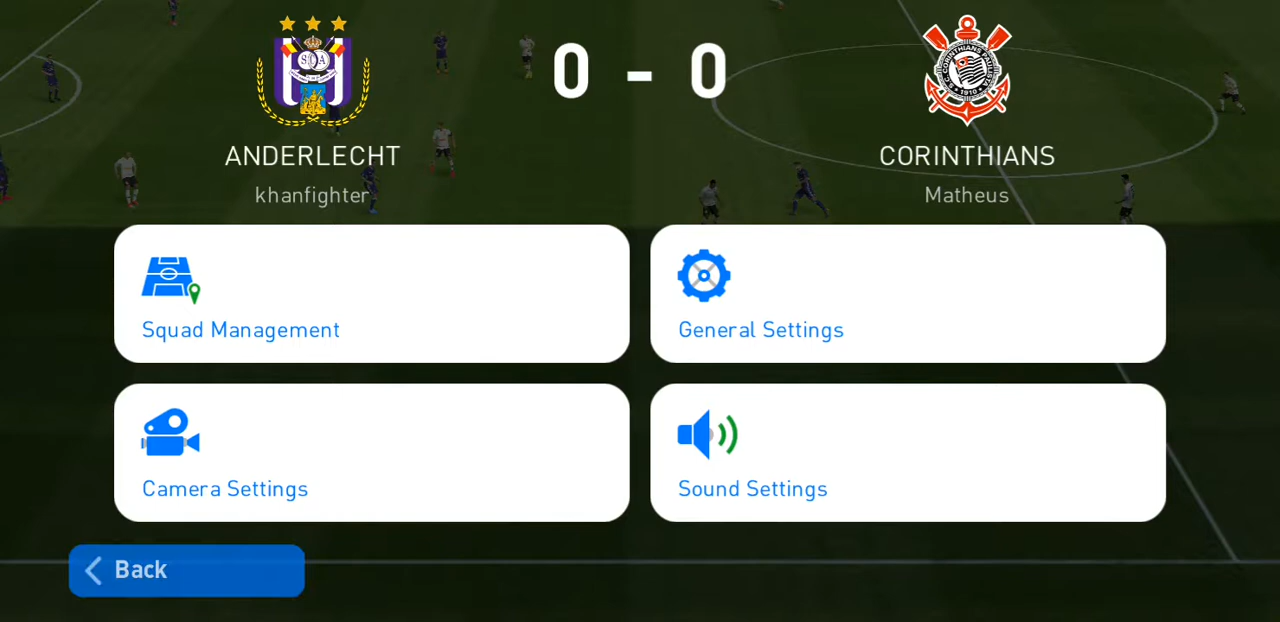 0 - 0
ANDERLECHT
khanfighter
CORINTHIANS
Matheus
Squad Management
General Settings
Camera Settings
Sound Settings
Back